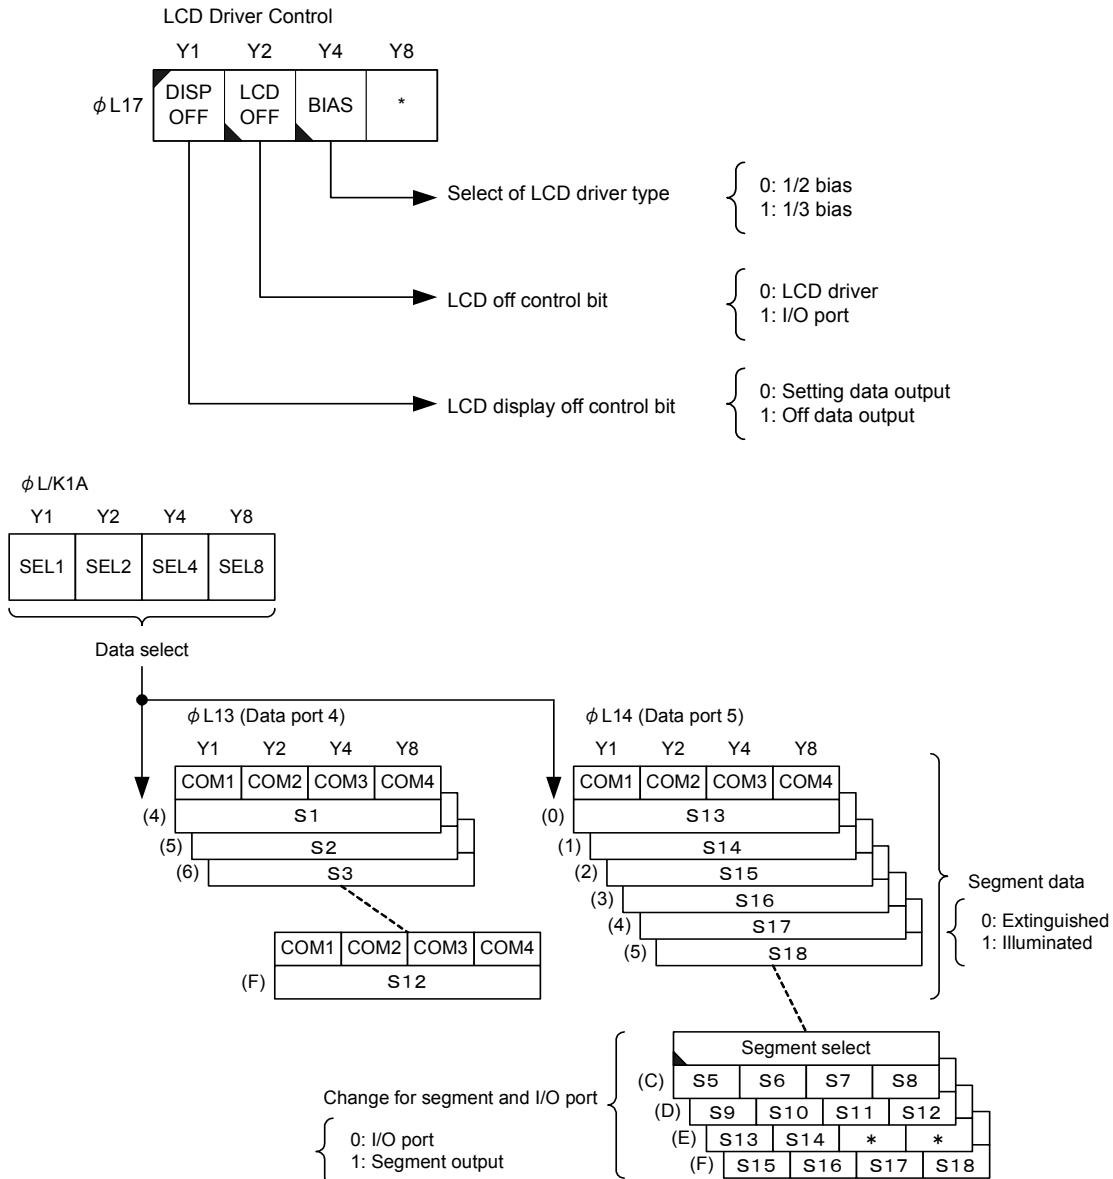 LCD Driver Control
Y1 Y2 Y4 Y8
ϕL17 DISP OFF LCD OFF BIAS *
Select of LCD driver type
0: 1/2 bias
1: 1/3 bias
LCD off control bit
0: LCD driver
1: I/O port
LCD display off control bit
0: Setting data output
1: Off data output
ϕL/K1A
Y1 Y2 Y4 Y8
SEL1 SEL2 SEL4 SEL8
Data select
ϕL13 (Data port 4)
Y1 Y2 Y4 Y8
COM1 COM2 COM3 COM4
(4) S1
(5) S2
(6) S3
COM1 COM2 COM3 COM4
(F) S12
ϕL14 (Data port 5)
Y1 Y2 Y4 Y8
COM1 COM2 COM3 COM4
(0) S13
(1) S14
(2) S15
(3) S16
(4) S17
(5) S18
Segment data
0: Extinguished
1: Illuminated
Segment select
(C) S5 S6 S7 S8
(D) S9 S10 S11 S12
(E) S13 S14 * *
(F) S15 S16 S17 S18
Change for segment and I/O port
0: I/O port
1: Segment output